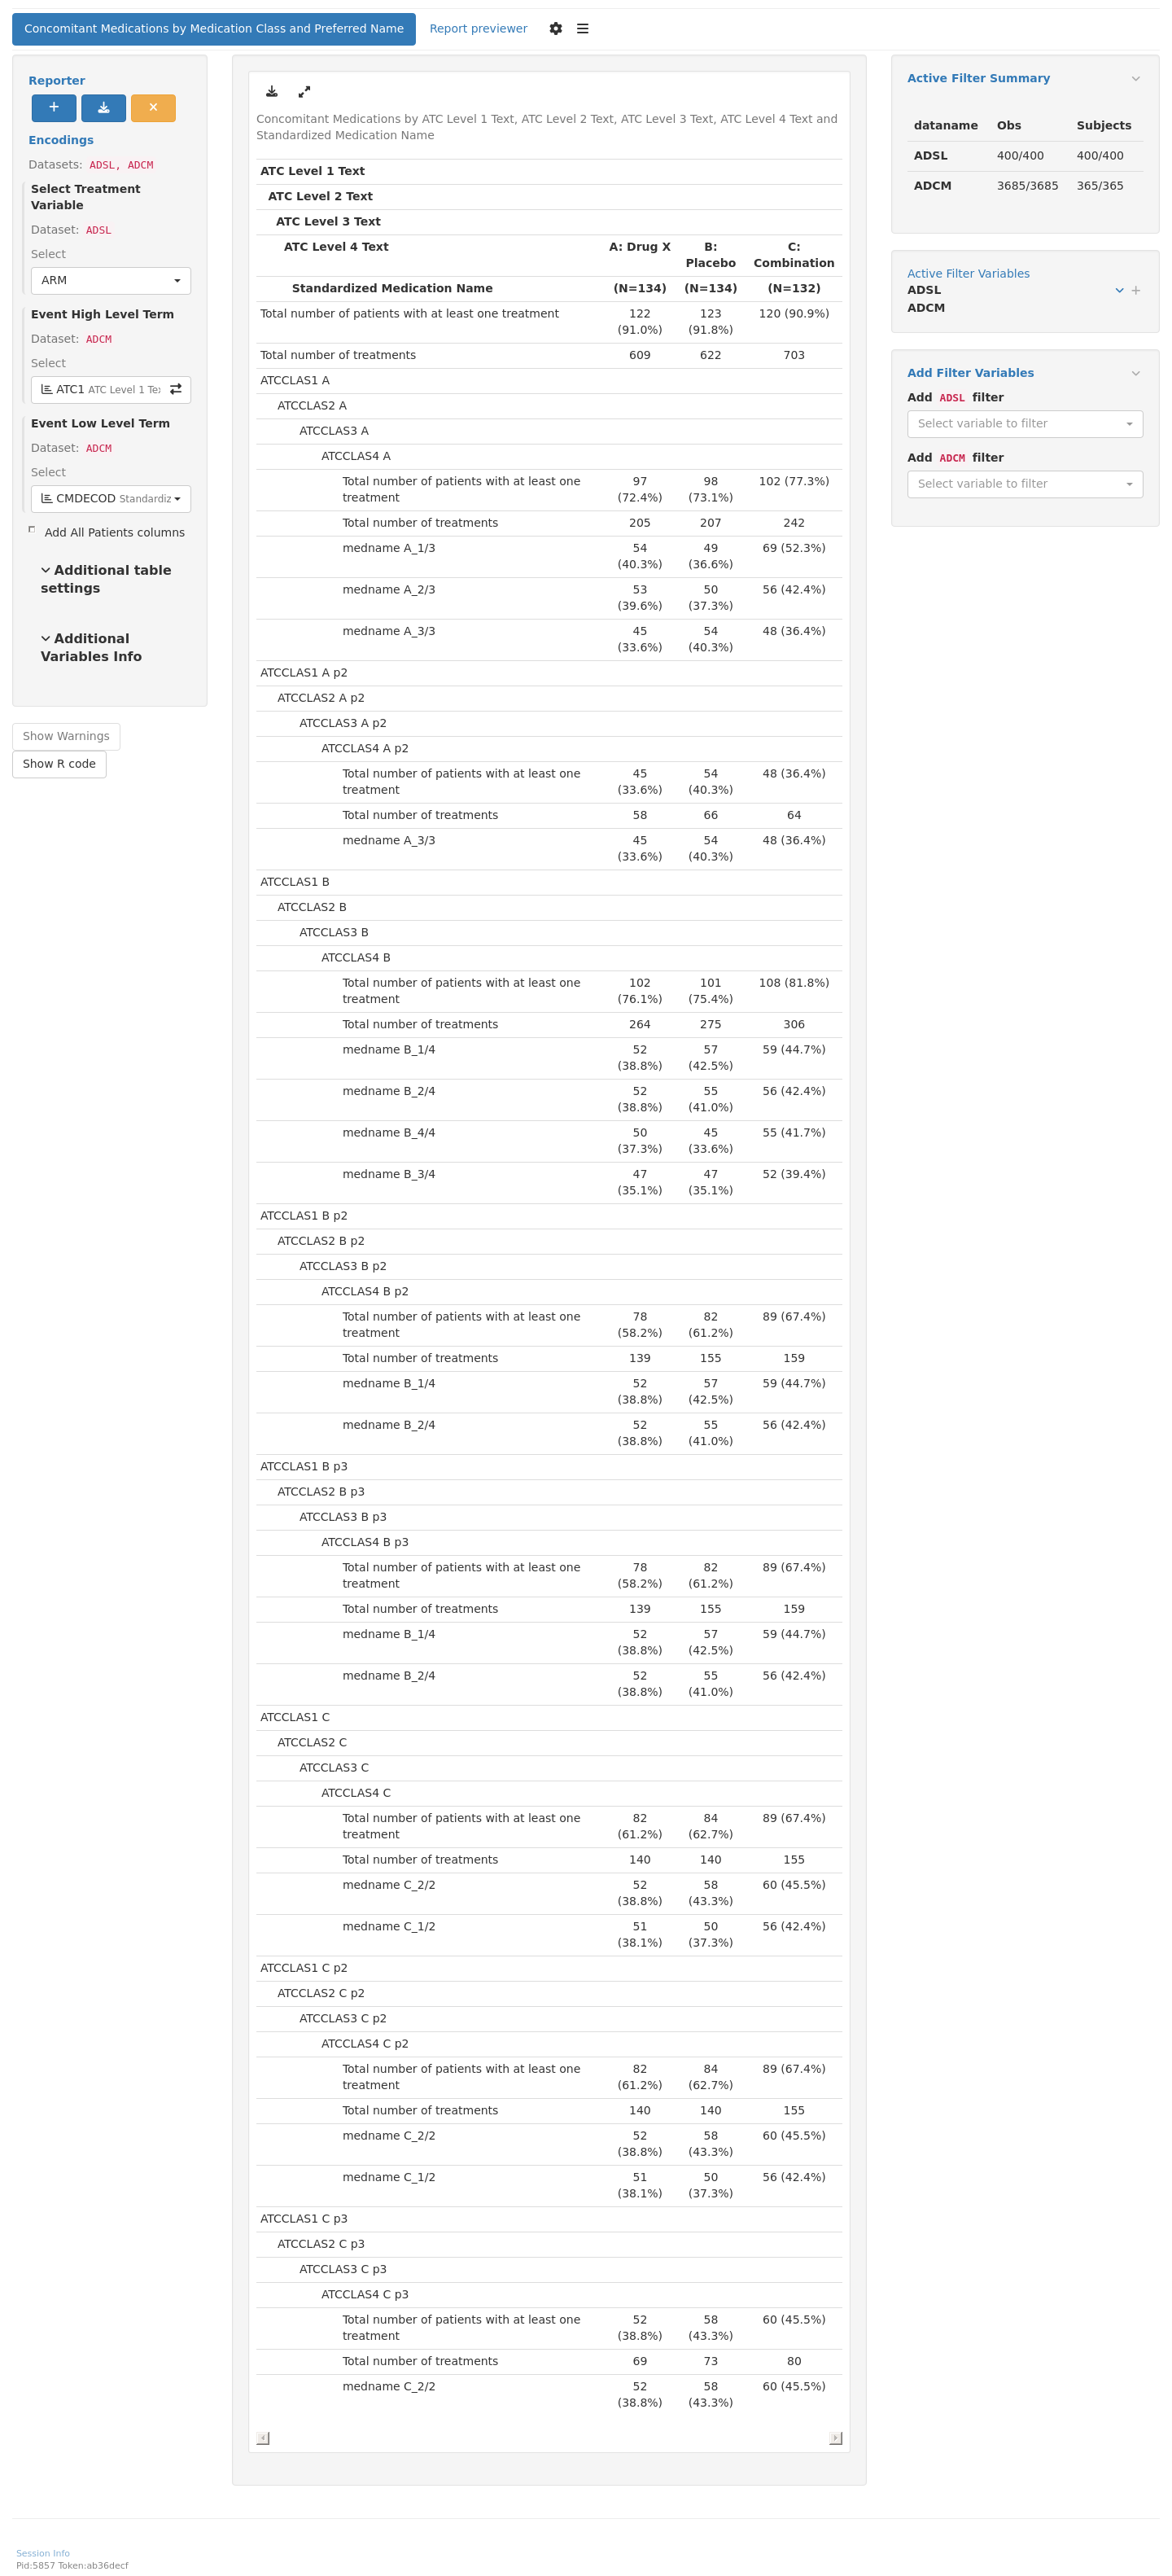 Concomitant Medications by Medication Class and Preferred Name Report previewer
Reporter
Encodings
Datasets: ADSL, ADCM
Select Treatment
Variable
Dataset: ADSL
Select
ARM
Event High Level Term
Dataset: ADCM
Select
ATC1 ATC Level 1 Te
Event Low Level Term
Dataset: ADCM
Select
CMDECOD Standardiz
Add All Patients columns
Additional table
settings
Additional
Variables Info
Show Warnings
Show R code
Concomitant Medications by ATC Level 1 Text, ATC Level 2 Text, ATC Level 3 Text, ATC Level 4 Text and
Standardized Medication Name
ATC Level 1 Text
ATC Level 2 Text
ATC Level 3 Text
ATC Level 4 Text A: Drug X B: C:
Placebo Combination
Standardized Medication Name (N=134) (N=134) (N=132)
Total number of patients with at least one treatment 122 123 120 (90.9%)
(91.0%) (91.8%)
Total number of treatments 609 622 703
ATCCLAS1 A
ATCCLAS2 A
ATCCLAS3 A
ATCCLAS4 A
Total number of patients with at least one 97 98 102 (77.3%)
treatment (72.4%) (73.1%)
Total number of treatments 205 207 242
medname A_1/3 54 49 69 (52.3%)
(40.3%) (36.6%)
medname A_2/3 53 50 56 (42.4%)
(39.6%) (37.3%)
medname A_3/3 45 54 48 (36.4%)
(33.6%) (40.3%)
ATCCLAS1 A p2
ATCCLAS2 A p2
ATCCLAS3 A p2
ATCCLAS4 A p2
Total number of patients with at least one 45 54 48 (36.4%)
treatment (33.6%) (40.3%)
Total number of treatments 58 66 64
medname A_3/3 45 54 48 (36.4%)
(33.6%) (40.3%)
ATCCLAS1 B
ATCCLAS2 B
ATCCLAS3 B
ATCCLAS4 B
Total number of patients with at least one 102 101 108 (81.8%)
treatment (76.1%) (75.4%)
Total number of treatments 264 275 306
medname B_1/4 52 57 59 (44.7%)
(38.8%) (42.5%)
medname B_2/4 52 55 56 (42.4%)
(38.8%) (41.0%)
medname B_4/4 50 45 55 (41.7%)
(37.3%) (33.6%)
medname B_3/4 47 47 52 (39.4%)
(35.1%) (35.1%)
ATCCLAS1 B p2
ATCCLAS2 B p2
ATCCLAS3 B p2
ATCCLAS4 B p2
Total number of patients with at least one 78 82 89 (67.4%)
treatment (58.2%) (61.2%)
Total number of treatments 139 155 159
medname B_1/4 52 57 59 (44.7%)
(38.8%) (42.5%)
medname B_2/4 52 55 56 (42.4%)
(38.8%) (41.0%)
ATCCLAS1 B p3
ATCCLAS2 B p3
ATCCLAS3 B p3
ATCCLAS4 B p3
Total number of patients with at least one 78 82 89 (67.4%)
treatment (58.2%) (61.2%)
Total number of treatments 139 155 159
medname B_1/4 52 57 59 (44.7%)
(38.8%) (42.5%)
medname B_2/4 52 55 56 (42.4%)
(38.8%) (41.0%)
ATCCLAS1 C
ATCCLAS2 C
ATCCLAS3 C
ATCCLAS4 C
Total number of patients with at least one 82 84 89 (67.4%)
treatment (61.2%) (62.7%)
Total number of treatments 140 140 155
medname C_2/2 52 58 60 (45.5%)
(38.8%) (43.3%)
medname C_1/2 51 50 56 (42.4%)
(38.1%) (37.3%)
ATCCLAS1 C p2
ATCCLAS2 C p2
ATCCLAS3 C p2
ATCCLAS4 C p2
Total number of patients with at least one 82 84 89 (67.4%)
treatment (61.2%) (62.7%)
Total number of treatments 140 140 155
medname C_2/2 52 58 60 (45.5%)
(38.8%) (43.3%)
medname C_1/2 51 50 56 (42.4%)
(38.1%) (37.3%)
ATCCLAS1 C p3
ATCCLAS2 C p3
ATCCLAS3 C p3
ATCCLAS4 C p3
Total number of patients with at least one 52 58 60 (45.5%)
treatment (38.8%) (43.3%)
Total number of treatments 69 73 80
medname C_2/2 52 58 60 (45.5%)
(38.8%) (43.3%)
Active Filter Summary
dataname Obs Subjects
ADSL 400/400 400/400
ADCM 3685/3685 365/365
Active Filter Variables
ADSL
ADCM
Add Filter Variables
Add ADSL filter
Select variable to filter
Add ADCM filter
Select variable to filter
Session Info
Pid:5857 Token:ab36decf